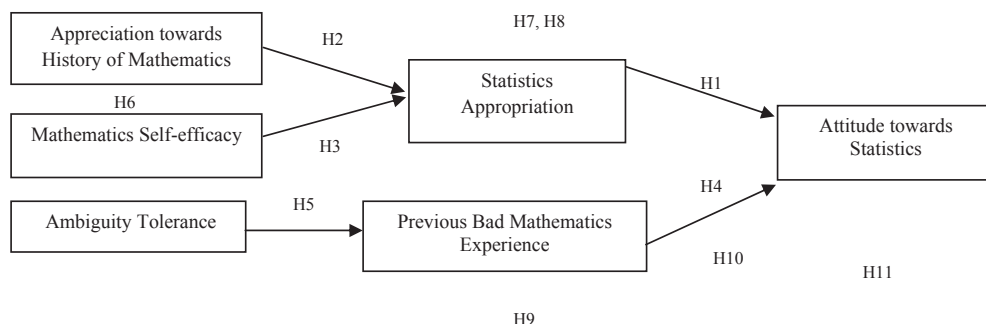 H7, H8
Appreciation towards
History of Mathematics
H2
Statistics
Appropriation
H1
H6
Mathematics Self-efficacy
H3
Attitude towards
Statistics
Ambiguity Tolerance
H5
Previous Bad Mathematics
Experience
H4
H10
H11
H9